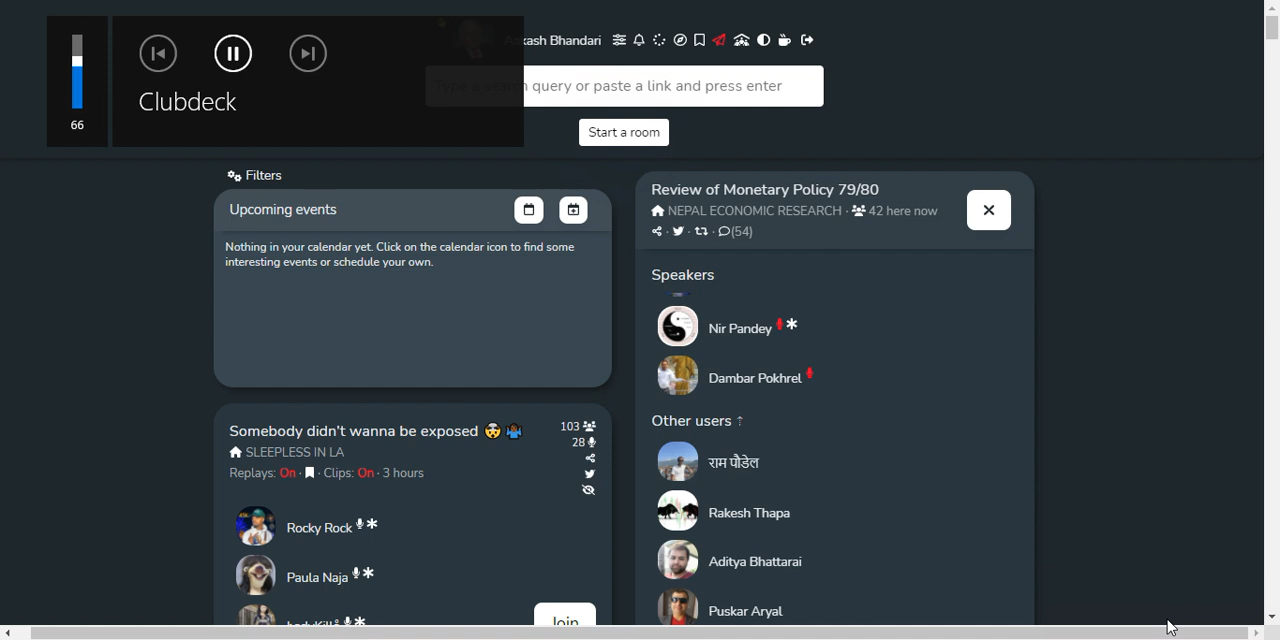 Clubdeck
66
kash Bhandari
Type a search query or paste a link and press enter
Start a room
Filters
Upcoming events
Nothing in your calendar yet. Click on the calendar icon to find some
interesting events or schedule your own.
Somebody didn't wanna be exposed 🤯 🤷🏾‍♂️
SLEEPLESS IN LA
Replays: On · Clips: On · 3 hours
103
28
Rocky Rock
Paula Naja
Join
Review of Monetary Policy 79/80
NEPAL ECONOMIC RESEARCH · 42 here now
(54)
Speakers
Nir Pandey
Dambar Pokhrel
Other users ↑
राम पौडेल
Rakesh Thapa
Aditya Bhattarai
Puskar Aryal